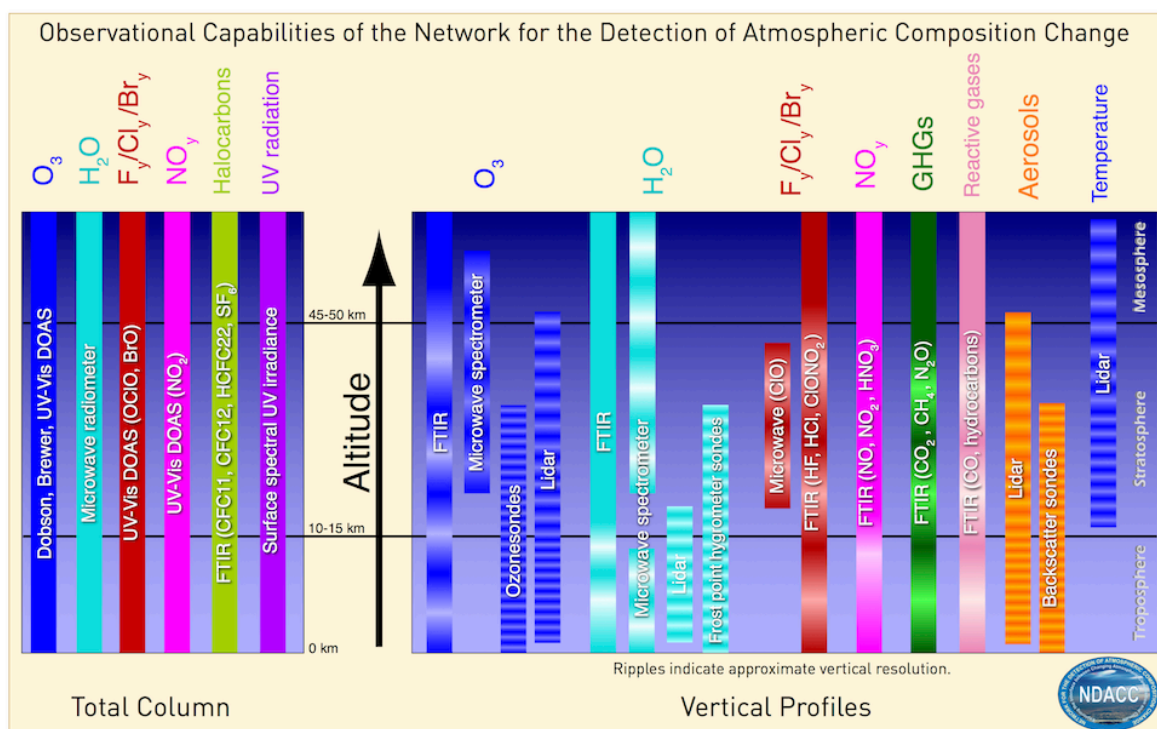 Observational Capabilities of the Network for the Detection of Atmospheric Composition Change
O₃
H₂O
Fy/Cly/Bry
NOy
Halocarbons
UV radiation
O₃
H₂O
Fy/Cly/Bry
NOy
GHGs
Reactive gases
Aerosols
Temperature
Dobson, Brewer, UV-Vis DOAS
Microwave radiometer
UV-Vis DOAS (OClO, BrO)
UV-Vis DOAS (NO₂)
FTIR (CFC11, CFC12, HCFC22, SF₆)
Surface spectral UV irradiance
45-50 km
10-15 km
0 km
Altitude
FTIR
Microwave spectrometer
Ozonesondes
Lidar
FTIR
Microwave spectrometer
Lidar
Frost point hygrometer sondes
Microwave (ClO)
FTIR (HF, HCl, ClONO₂)
FTIR (NO, NO₂, HNO₃)
FTIR (CO₂, CH₄, N₂O)
FTIR (CO, hydrocarbons)
Lidar
Backscatter sondes
Lidar
Mesosphere
Stratosphere
Troposphere
Ripples indicate approximate vertical resolution.
Total Column
Vertical Profiles
NDACC